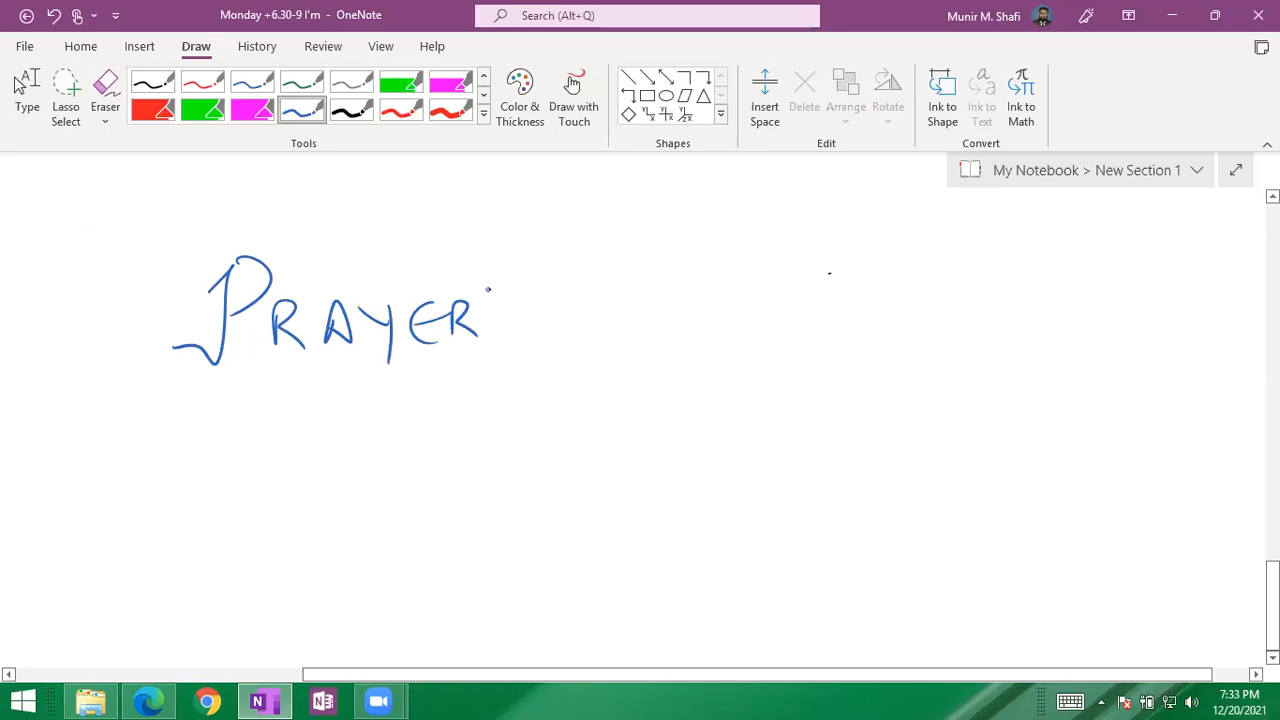 Monday +6.30-9 I'm - OneNote
Search (Alt+Q)
Munir M. Shafi
File Home Insert Draw History Review View Help
Type
Lasso Select
Eraser
Color & Thickness
Draw with Touch
Insert Space
Delete
Arrange
Rotate
Ink to Shape
Ink to Text
Ink to Math
Tools Shapes Edit Convert
My Notebook > New Section 1
PRAYER
7:33 PM
12/20/2021